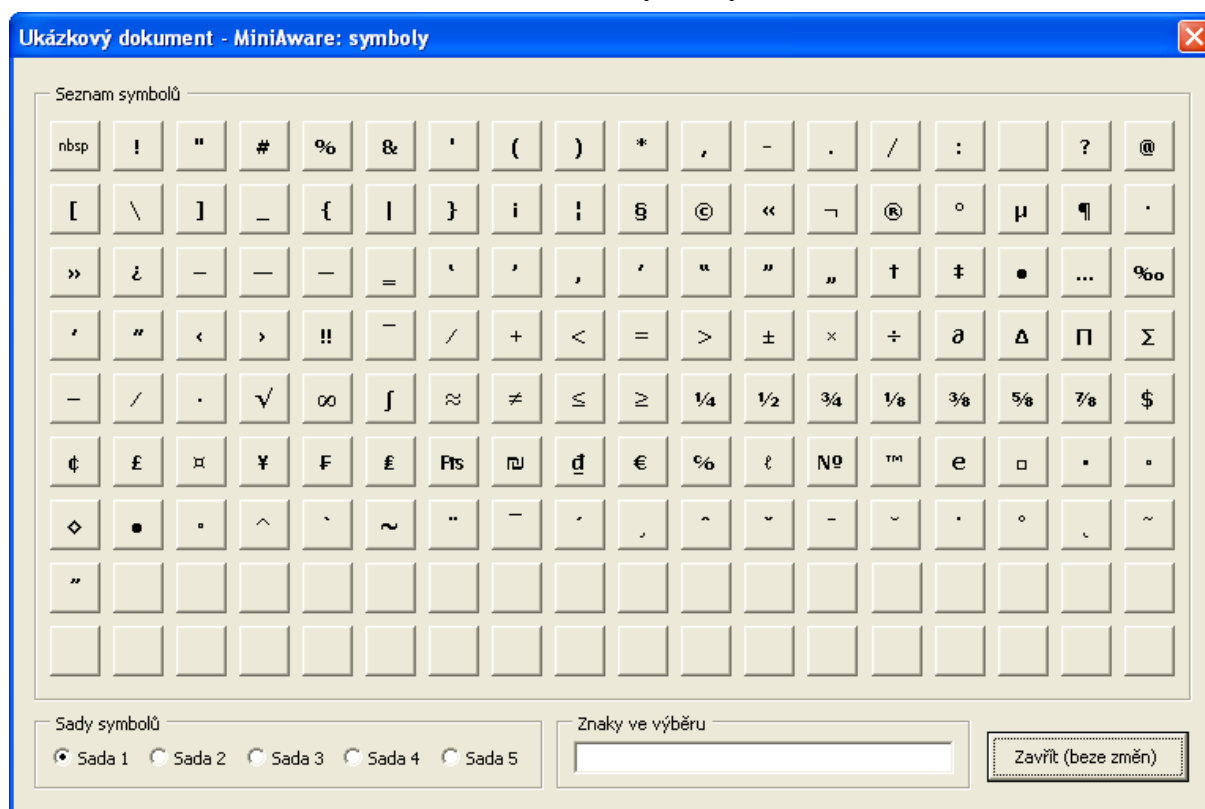 Ukázkový dokument - MiniAware: symboly
Seznam symbolů
nbsp ! " # % & ' ( ) * , - . / : ? @
[ \ ] _ { | } ¡ ¦ § © « ¬ ® ° µ ¶ ·
» ¿ – — ― ‗ ‛ ’ ‚ ′ “ ” „ † ‡ • … ‰
′ ″ ‹ › ‼ ‾ ⁄ + < = > ± × ÷ ∂ ∆ ∏ ∑
− ∕ ∙ √ ∞ ∫ ≈ ≠ ≤ ≥ ¼ ½ ¾ ⅛ ⅜ ⅝ ⅞ $
¢ £ ¤ ¥ ₣ ₤ ₧ ₪ ₫ € ℅ ℓ № ™ ℮ □ ▪ ▫
◊ ● ◦ ^ ` ~ ¨ ¯ ´ ¸ ˆ ˇ ˉ ˘ ˙ ˚ ˛ ˜
˝
Sady symbolů
Sada 1 Sada 2 Sada 3 Sada 4 Sada 5
Znaky ve výběru
Zavřít (beze změn)